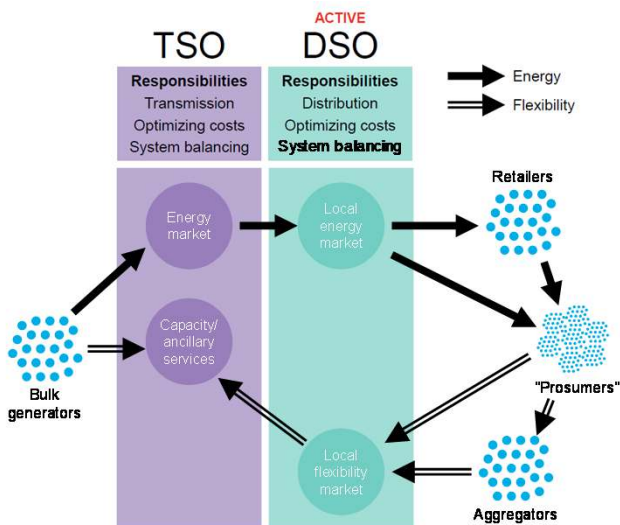 ACTIVE
TSO
DSO
Responsibilities
Transmission
Optimizing costs
System balancing
Responsibilities
Distribution
Optimizing costs
System balancing
Energy
Flexibility
Retailers
Energy
market
Local
energy
market
Capacity/
ancillary
services
Bulk
generators
"Prosumers"
Local
flexibility
market
Aggregators